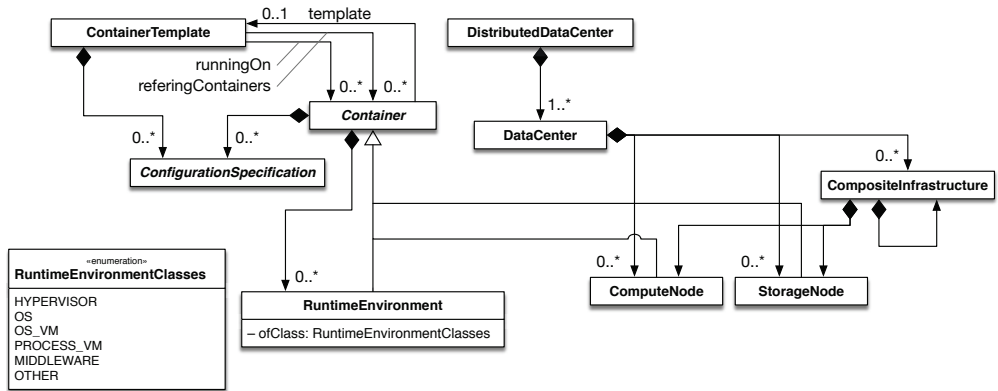 0..1 template
ContainerTemplate
DistributedDataCenter
runningOn
referingContainers
0..*
0..*
1..*
Container
DataCenter
0..*
0..*
0..*
ConfigurationSpecification
CompositeInfrastructure
«enumeration»
RuntimeEnvironmentClasses
HYPERVISOR
OS
OS_VM
PROCESS_VM
MIDDLEWARE
OTHER
0..*
0..*
0..*
RuntimeEnvironment
– ofClass: RuntimeEnvironmentClasses
ComputeNode
StorageNode